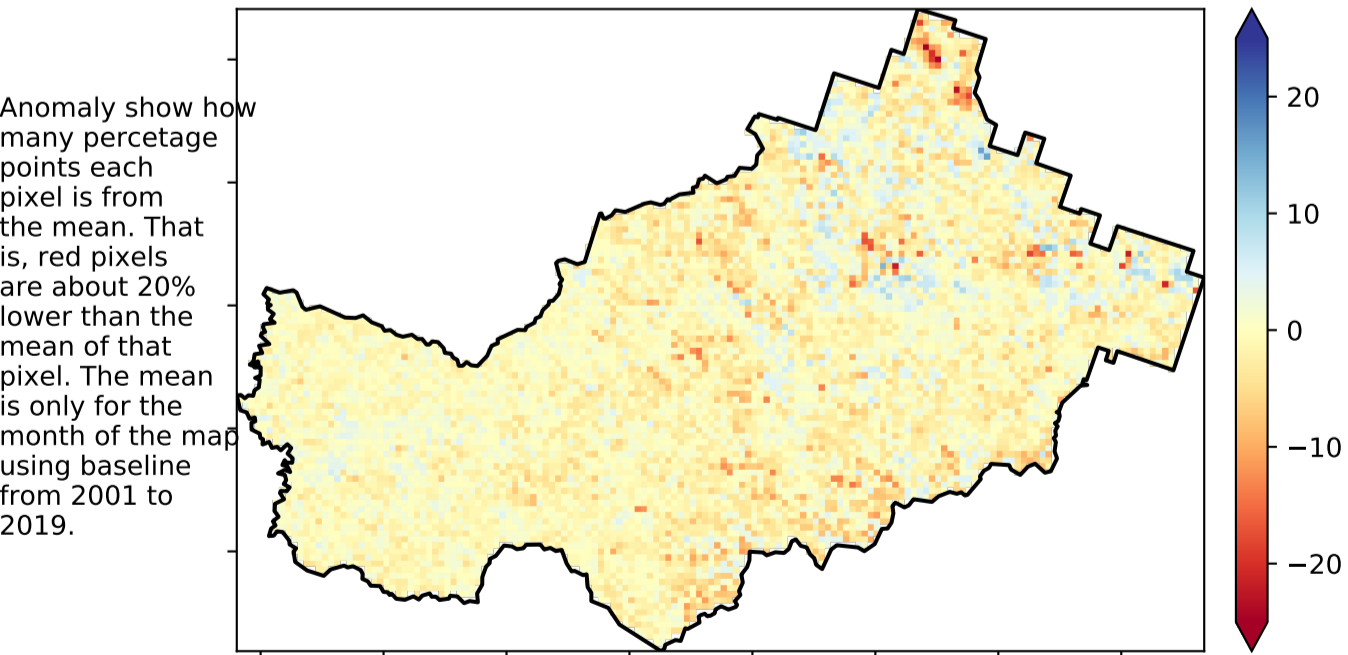 Anomaly show how
many percetage
points each
pixel is from
the mean. That
is, red pixels
are about 20%
lower than the
mean of that
pixel. The mean
is only for the
month of the map
using baseline
from 2001 to
2019.
20
10
0
−10
−20